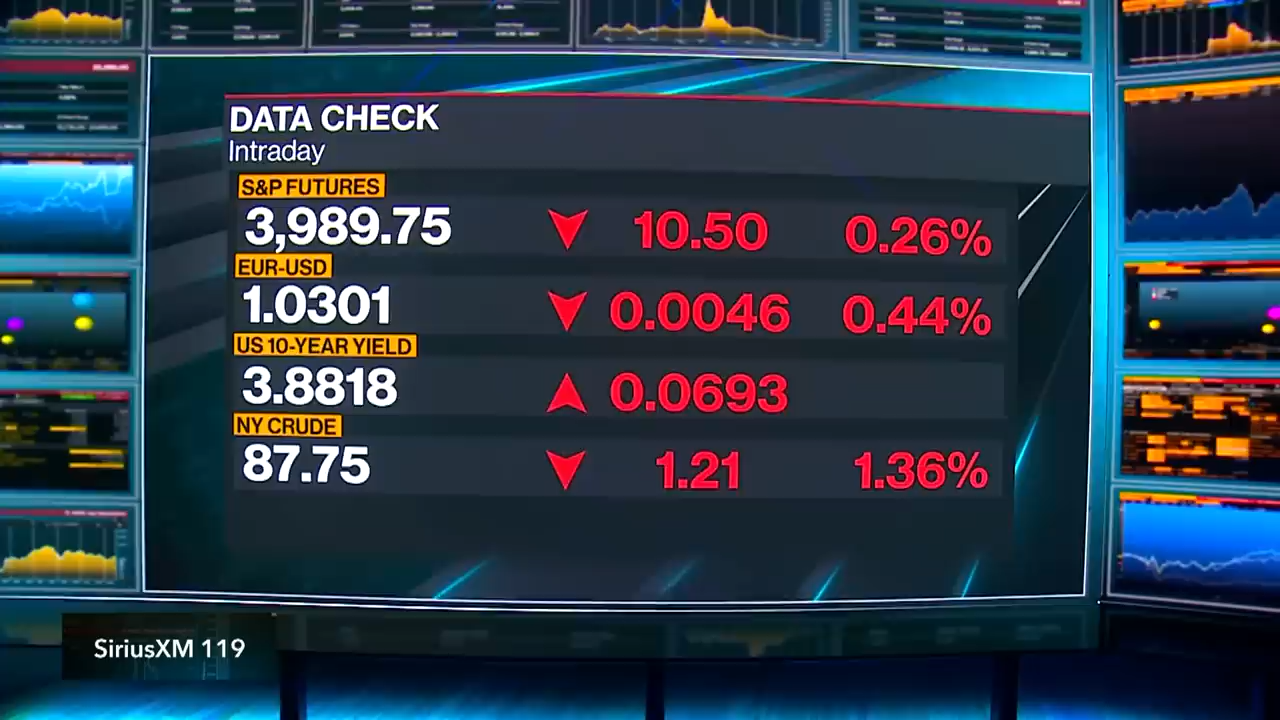 DATA CHECK
Intraday
S&P FUTURES
3,989.75 10.50 0.26%
EUR-USD
1.0301 0.0046 0.44%
US 10-YEAR YIELD
3.8818 0.0693
NY CRUDE
87.75 1.21 1.36%
SiriusXM 119